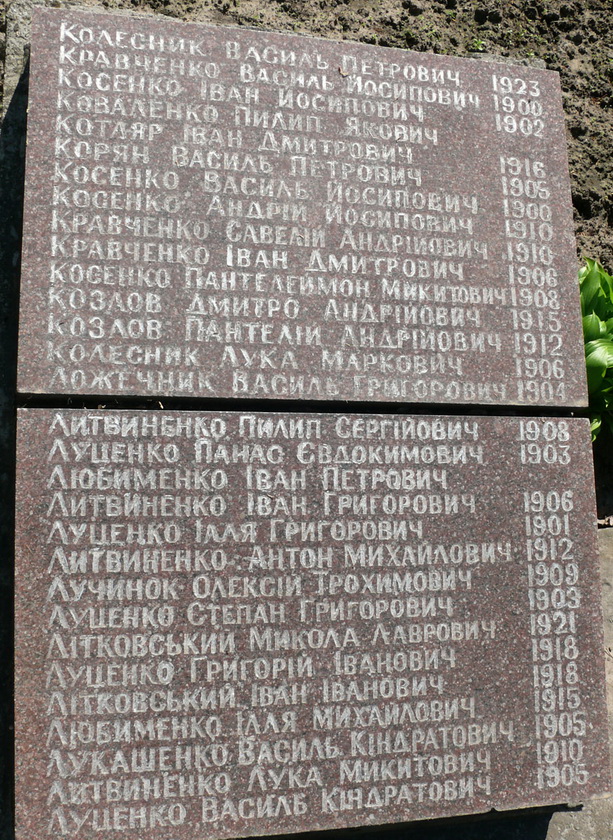 КОЛЕСНИК ВАСИЛЬ ПЕТРОВИЧ 1923
КРАВЧЕНКО ВАСИЛЬ ЙОСИПОВИЧ 1900
КОСЕНКО ІВАН ЙОСИПОВИЧ 1902
КОВАЛЕНКО ПИЛИП ЯКОВИЧ
КОТЛЯР ІВАН ДМИТРОВИЧ 1916
КОРЯН ВАСИЛЬ ПЕТРОВИЧ 1905
КОСЕНКО ВАСИЛЬ ЙОСИПОВИЧ 1900
КОСЕНКО АНДРІЙ ЙОСИПОВИЧ 1910
КРАВЧЕНКО САВЕЛІЙ АНДРІЙОВИЧ 1910
КРАВЧЕНКО ІВАН ДМИТРОВИЧ 1906
КОСЕНКО ПАНТЕЛЕЙМОН МИКИТОВИЧ 1908
КОЗЛОВ ДМИТРО АНДРІЙОВИЧ 1915
КОЗЛОВ ПАНТЕЛІЙ АНДРІЙОВИЧ 1912
КОЛЕСНИК ЛУКА МАРКОВИЧ 1906
ЛОЖЕЧНИК ВАСИЛЬ ГРИГОРОВИЧ 1904
ЛИТВИНЕНКО ПИЛИП СЕРГІЙОВИЧ 1908
ЛУЦЕНКО ПАНАС ЄВДОКИМОВИЧ 1903
ЛЮБИМЕНКО ІВАН ПЕТРОВИЧ
ЛИТВИНЕНКО ІВАН ГРИГОРОВИЧ 1906
ЛУЦЕНКО ІЛЛЯ ГРИГОРОВИЧ 1901
ЛИТВИНЕНКО АНТОН МИХАЙЛОВИЧ 1912
ЛУЧИНОК ОЛЕКСІЙ ТРОХИМОВИЧ 1909
ЛУЦЕНКО СТЕПАН ГРИГОРОВИЧ 1903
ЛІТКОВСЬКИЙ МИКОЛА ЛАВРОВИЧ 1921
ЛУЦЕНКО ГРИГОРІЙ ІВАНОВИЧ 1918
ЛІТКОВСЬКИЙ ІВАН ІВАНОВИЧ 1918
ЛЮБИМЕНКО ІЛЛЯ МИХАЙЛОВИЧ 1915
ЛУКАШЕНКО ВАСИЛЬ КІНДРАТОВИЧ 1905
ЛИТВИНЕНКО ЛУКА МИКИТОВИЧ 1910
ЛУЦЕНКО ВАСИЛЬ КІНДРАТОВИЧ 1905